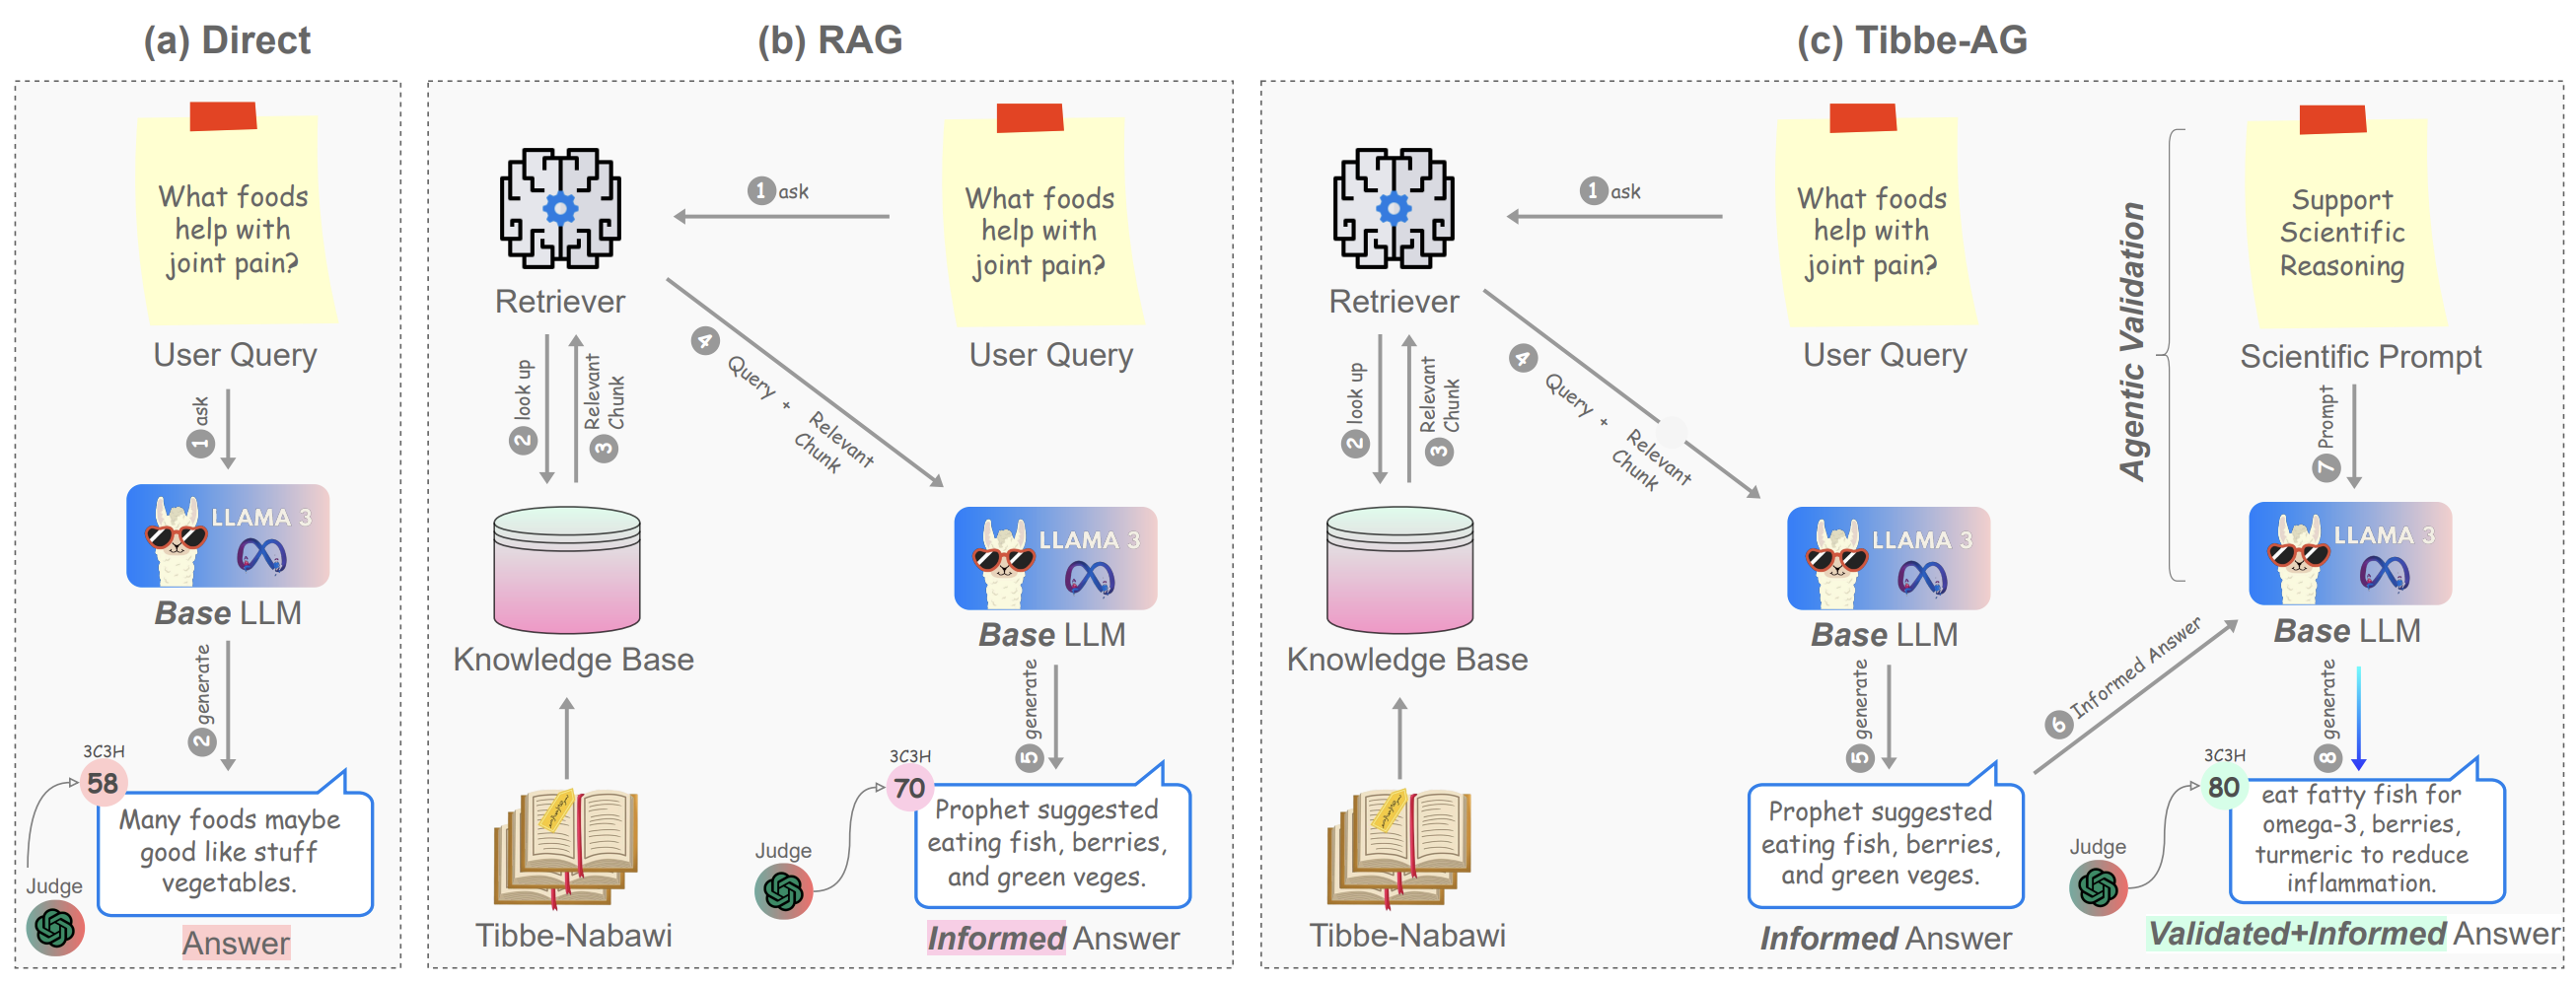 (a) Direct
What foods
help with
joint pain?
User Query
1 ask
LLAMA 3
Base LLM
2 generate
3C3H
58
Many foods maybe
good like stuff
vegetables.
Judge
Answer
(b) RAG
Retriever
1 ask
What foods
help with
joint pain?
User Query
2 look up
3 Relevant
Chunk
4 Query + Relevant
Chunk
Knowledge Base
Tibbe-Nabawi
LLAMA 3
Base LLM
5 generate
3C3H
70
Prophet suggested
eating fish, berries,
and green veges.
Judge
Informed Answer
(c) Tibbe-AG
Retriever
1 ask
What foods
help with
joint pain?
User Query
2 look up
3 Relevant
Chunk
4 Query + Relevant
Chunk
Knowledge Base
Tibbe-Nabawi
LLAMA 3
Base LLM
5 generate
Prophet suggested
eating fish, berries,
and green veges.
Informed Answer
6 Informed Answer
Agentic Validation
Support
Scientific
Reasoning
Scientific Prompt
7 Prompt
LLAMA 3
Base LLM
8 generate
3C3H
80
eat fatty fish for
omega-3, berries,
turmeric to reduce
inflammation.
Judge
Validated+Informed Answer